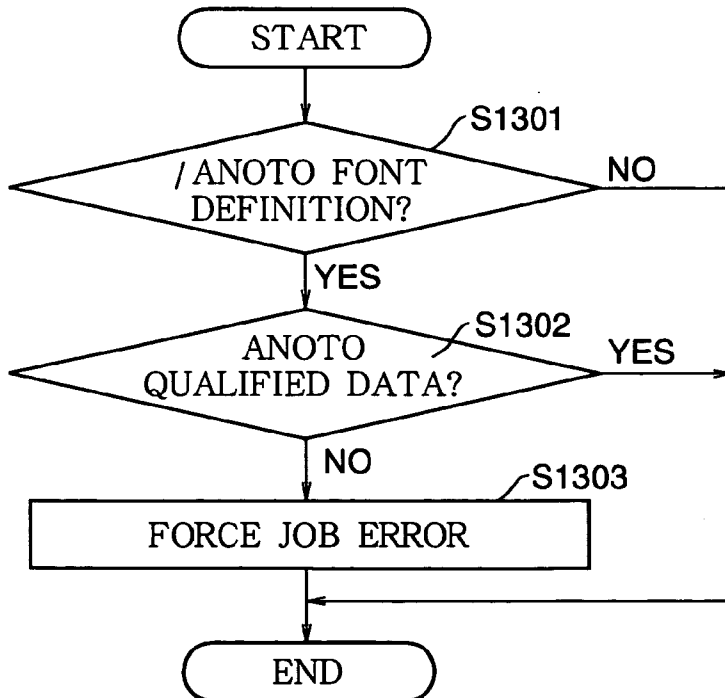 START
S1301
/ANOTO FONT
DEFINITION?
NO
YES
S1302
ANOTO
QUALIFIED DATA?
YES
NO
S1303
FORCE JOB ERROR
END